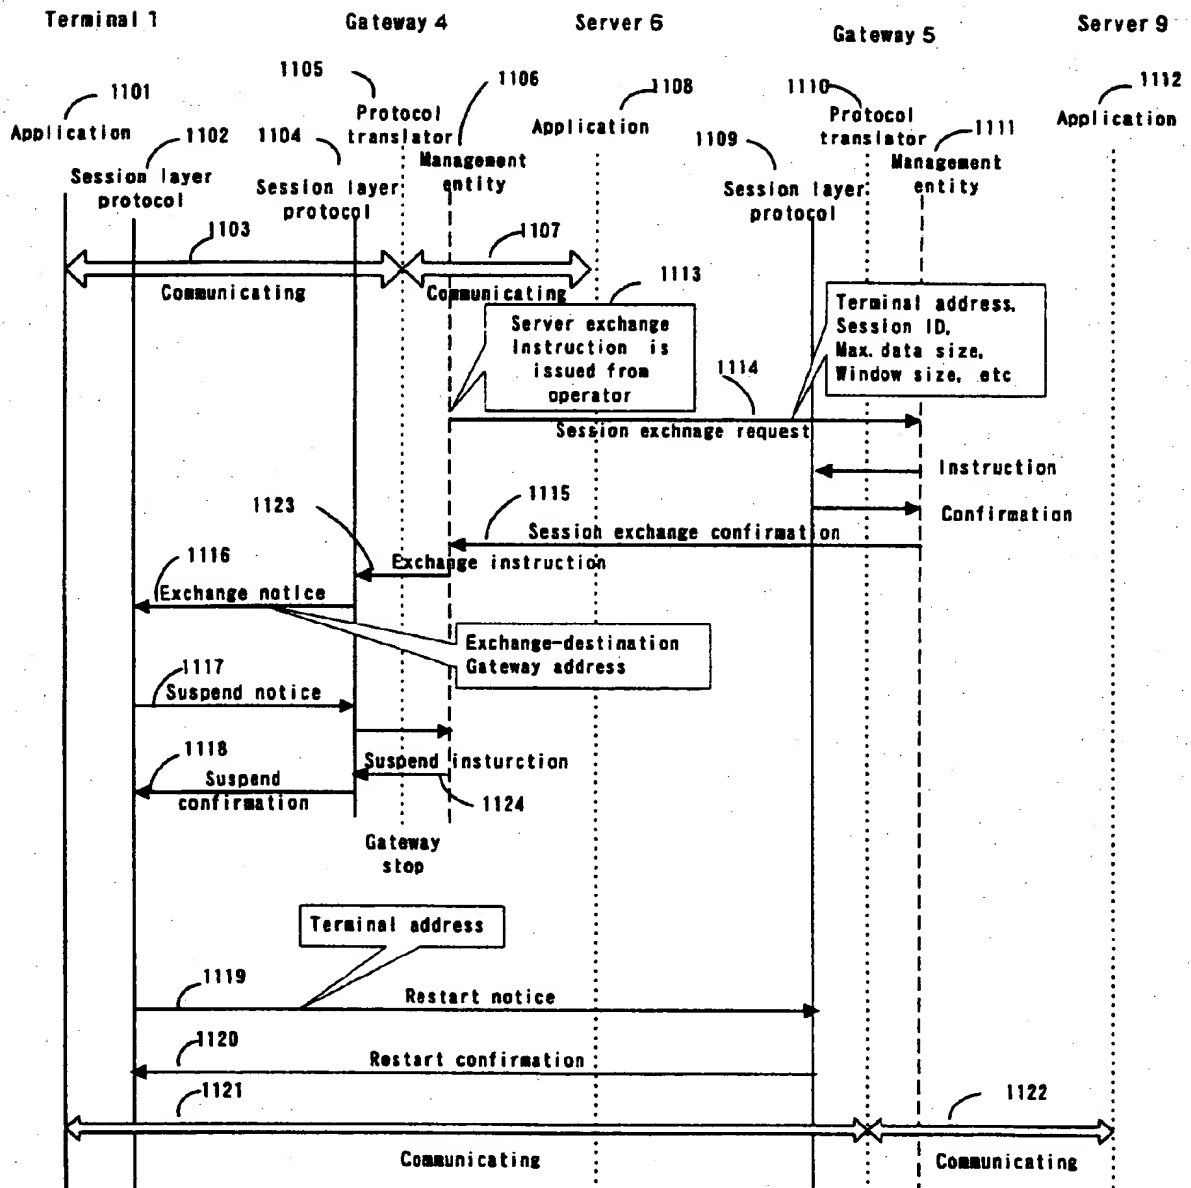 Terminal 1
Gateway 4
Server 6
Gateway 5
Server 9
1101
Application
1102
Session layer
protocol
1104
Session layer
protocol
1105
Protocol
translator
1106
Management
entity
1108
Application
1109
Session layer
protocol
1110
Protocol
translator
1111
Management
entity
1112
Application
1103
Communicating
1107
Communicating
1113
Server exchange
Instruction is
issued from
operator
Terminal address,
Session ID,
Max. data size,
Window size, etc
1114
Session exchnage request
Instruction
Confirmation
1115
Session exchange confirmation
1123
Exchange instruction
1116
Exchange notice
Exchange-destination
Gateway address
1117
Suspend notice
1118
Suspend insturction
Suspend
confirmation
1124
Gateway
stop
Terminal address
1119
Restart notice
1120
Restart confirmation
1121
1122
Communicating
Communicating